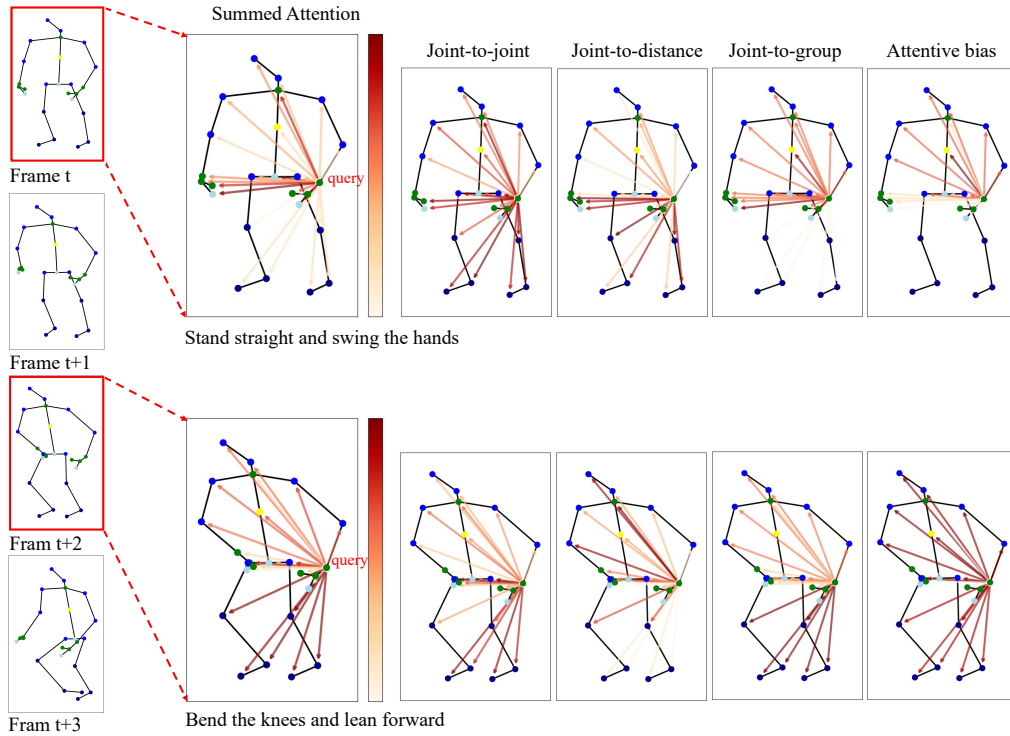 Summed Attention
Joint-to-joint
Joint-to-distance
Joint-to-group
Attentive bias
query
Frame t
Stand straight and swing the hands
Frame t+1
query
Fram t+2
Bend the knees and lean forward
Fram t+3